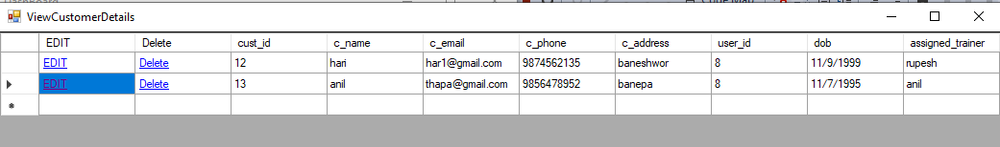 ViewCustomerDetails
EDIT Delete cust_id c_name c_email c_phone c_address user_id dob assigned_trainer
EDIT Delete 12 hari har1@gmail.com 9874562135 baneshwor 8 11/9/1999 rupesh
EDIT Delete 13 anil thapa@gmail.com 9856478952 banepa 8 11/7/1995 anil